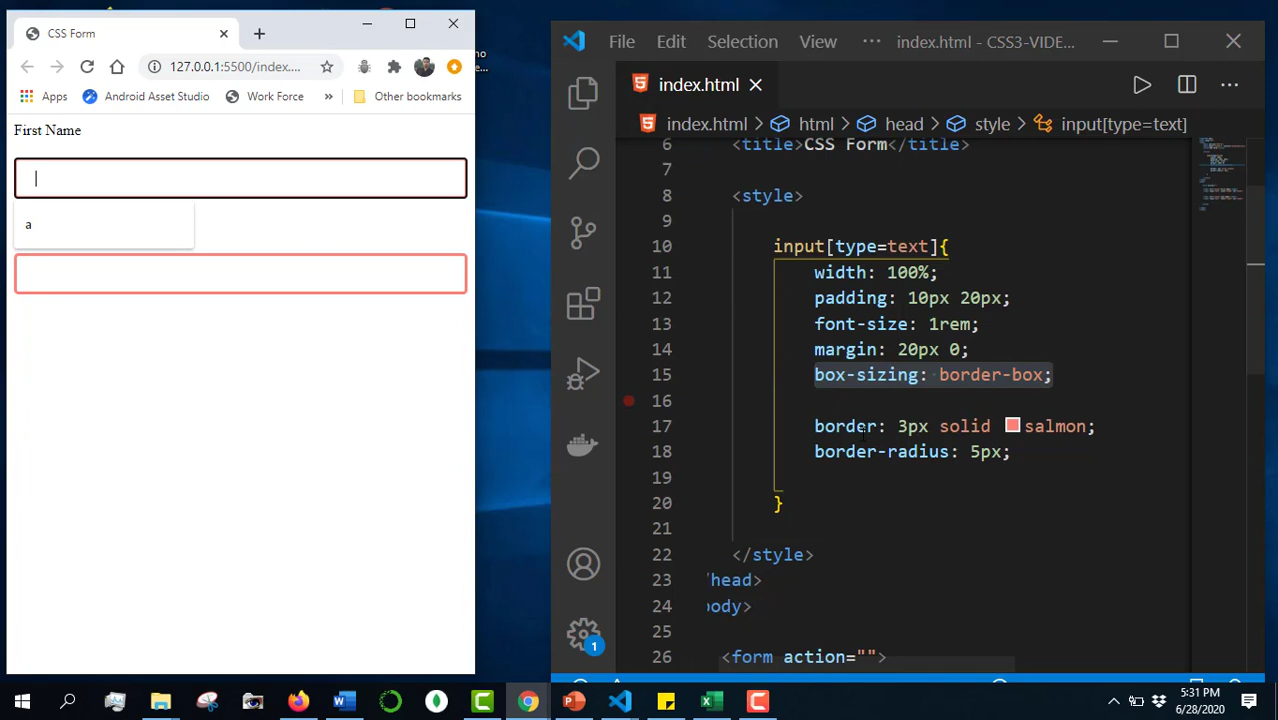 CSS Form
127.0.0.1:5500/index....
Apps
Android Asset Studio
Work Force
»
Other bookmarks
First Name
a
no
e...
File
Edit
Selection
View
index.html - CSS3-VIDE...
index.html
index.html > html > head > style > input[type=text]
6 <title>CSS Form</title>
7
8 <style>
9
10 input[type=text]{
11 width: 100%;
12 padding: 10px 20px;
13 font-size: 1rem;
14 margin: 20px 0;
15 box-sizing: border-box;
16
17 border: 3px solid salmon;
18 border-radius: 5px;
19
20 }
21
22 </style>
23 /head>
24 body>
25
26 <form action="">
1
5:31 PM
6/28/2020